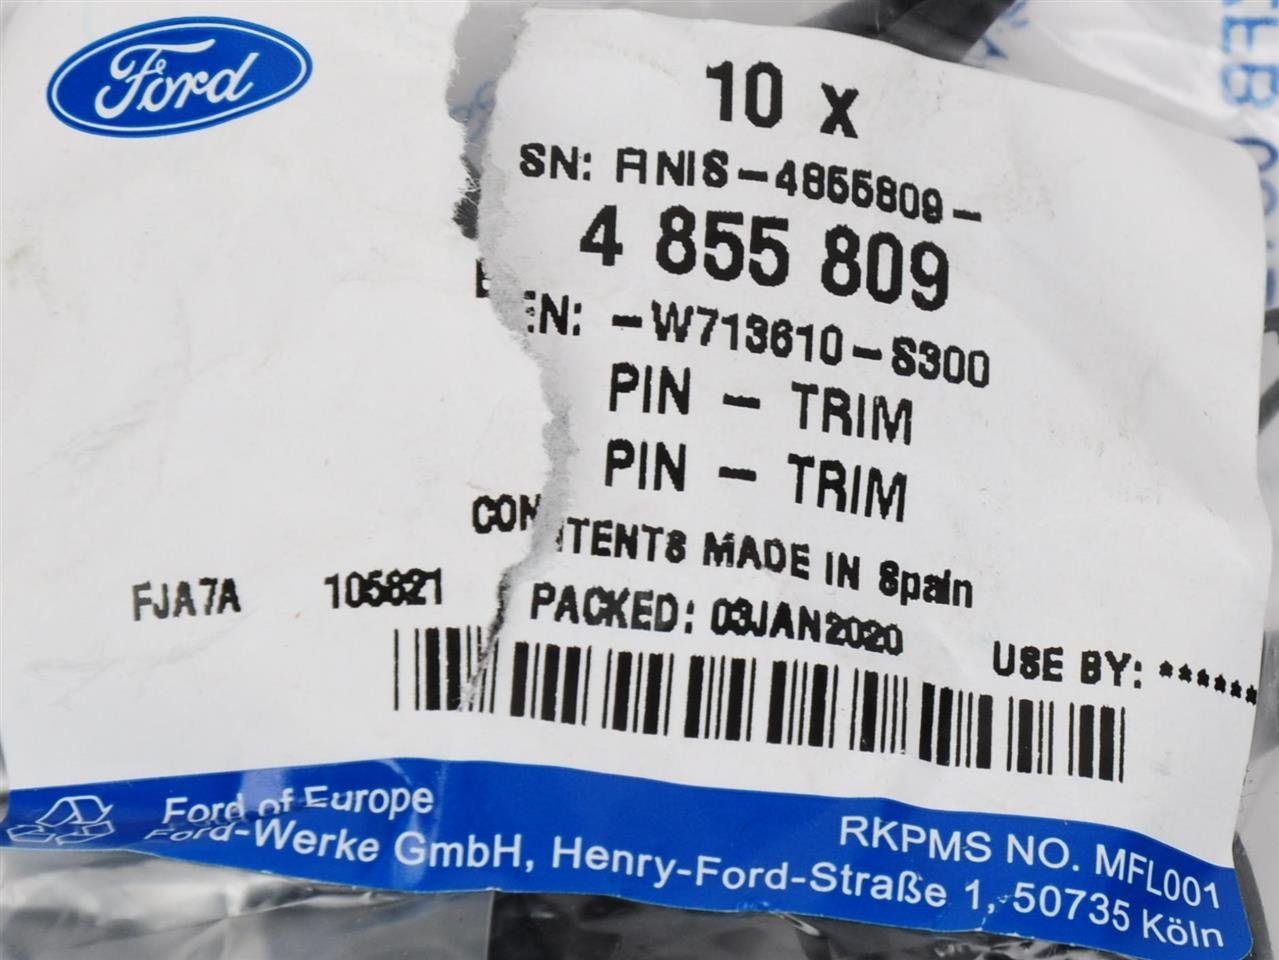 Ford
10 x
SN: FINIS-4855809-
4 855 809
EN: -W713610-S300
PIN - TRIM
PIN - TRIM
CONTENTS MADE IN Spain
FJA7A 105821 PACKED: 03JAN2020 USE BY: ******
Ford of Europe
Ford-Werke GmbH, Henry-Ford-Straße 1, 50735 Köln
RKPMS NO. MFL001